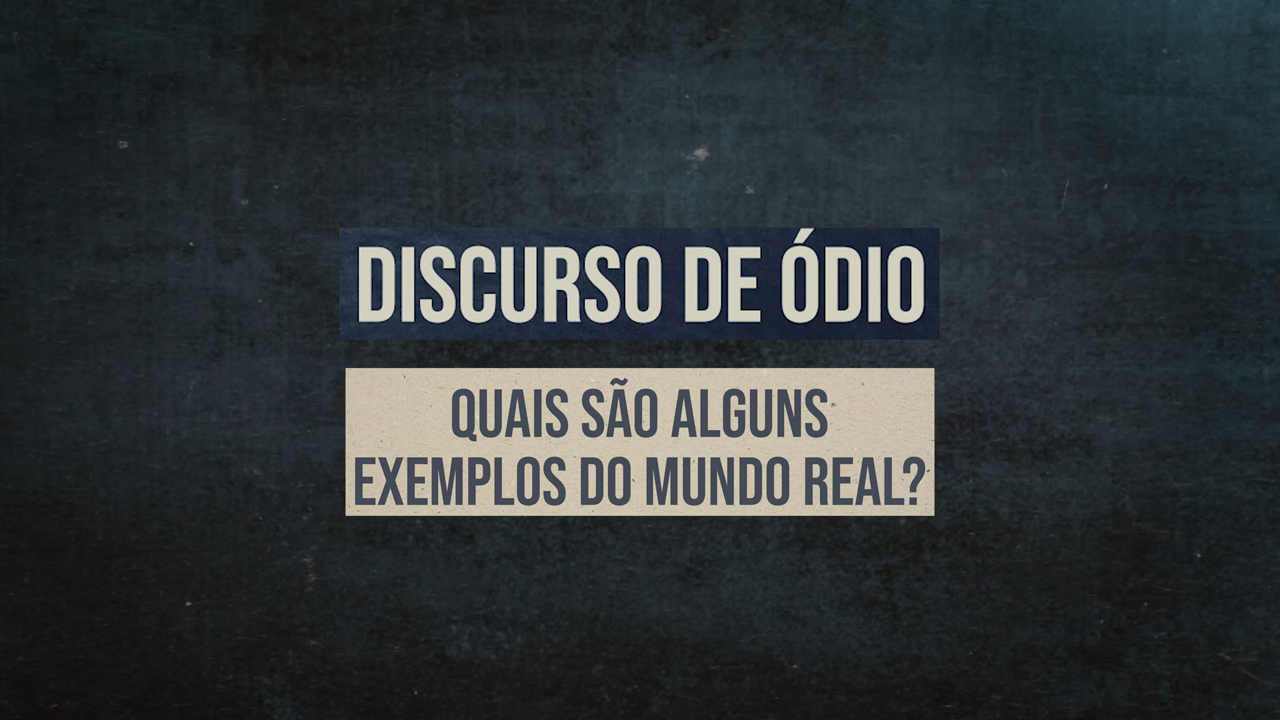 DISCURSO DE ÓDIO
QUAIS SÃO ALGUNS
EXEMPLOS DO MUNDO REAL?